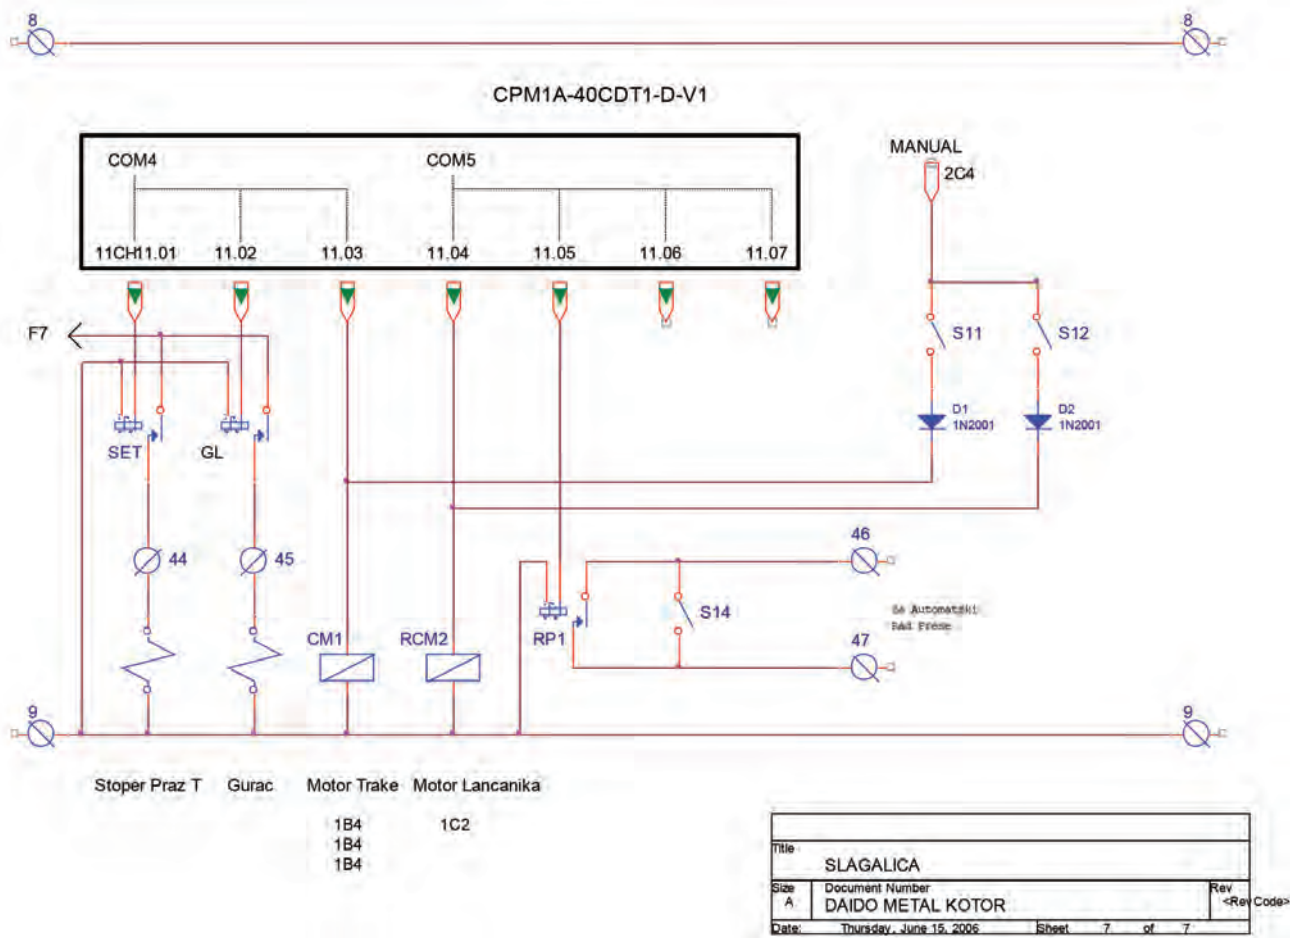 8 8
CPM1A-40CDT1-D-V1
COM4 COM5
11CH11.01 11.02 11.03 11.04 11.05 11.06 11.07
MANUAL
2C4
F7
S11 S12
D1
1N2001
D2
1N2001
SET GL
44 45
46
S14
CM1 RCM2 RP1
47
9 9
Stoper Praz T Gurac Motor Trake Motor Lancanika
1B4 1C2
1B4
1B4
Title
SLAGALICA
Size Document Number Rev
A DAIDO METAL KOTOR <RevCode>
Date: Thursday, June 15, 2006 Sheet 7 of 7